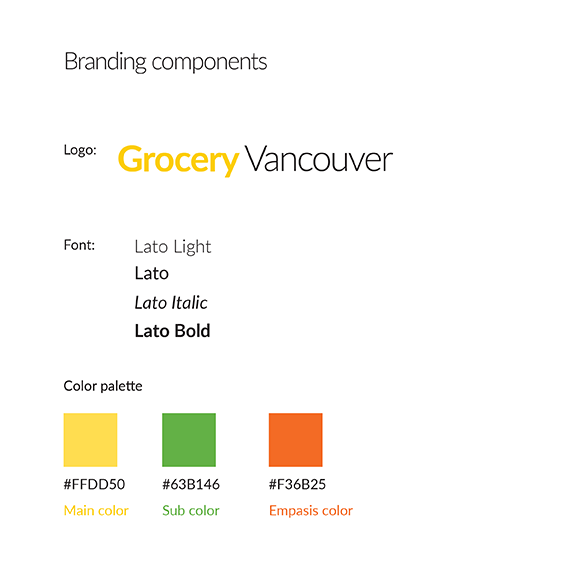 Branding components
Logo: Grocery Vancouver
Font: Lato Light
Lato
Lato Italic
Lato Bold
Color palette
#FFDD50 #63B146 #F36B25
Main color Sub color Empasis color